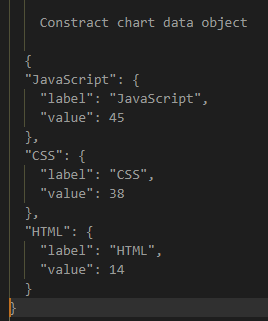 Constract chart data object
{
"JavaScript": {
"label": "JavaScript",
"value": 45
},
"CSS": {
"label": "CSS",
"value": 38
},
"HTML": {
"label": "HTML",
"value": 14
}
}